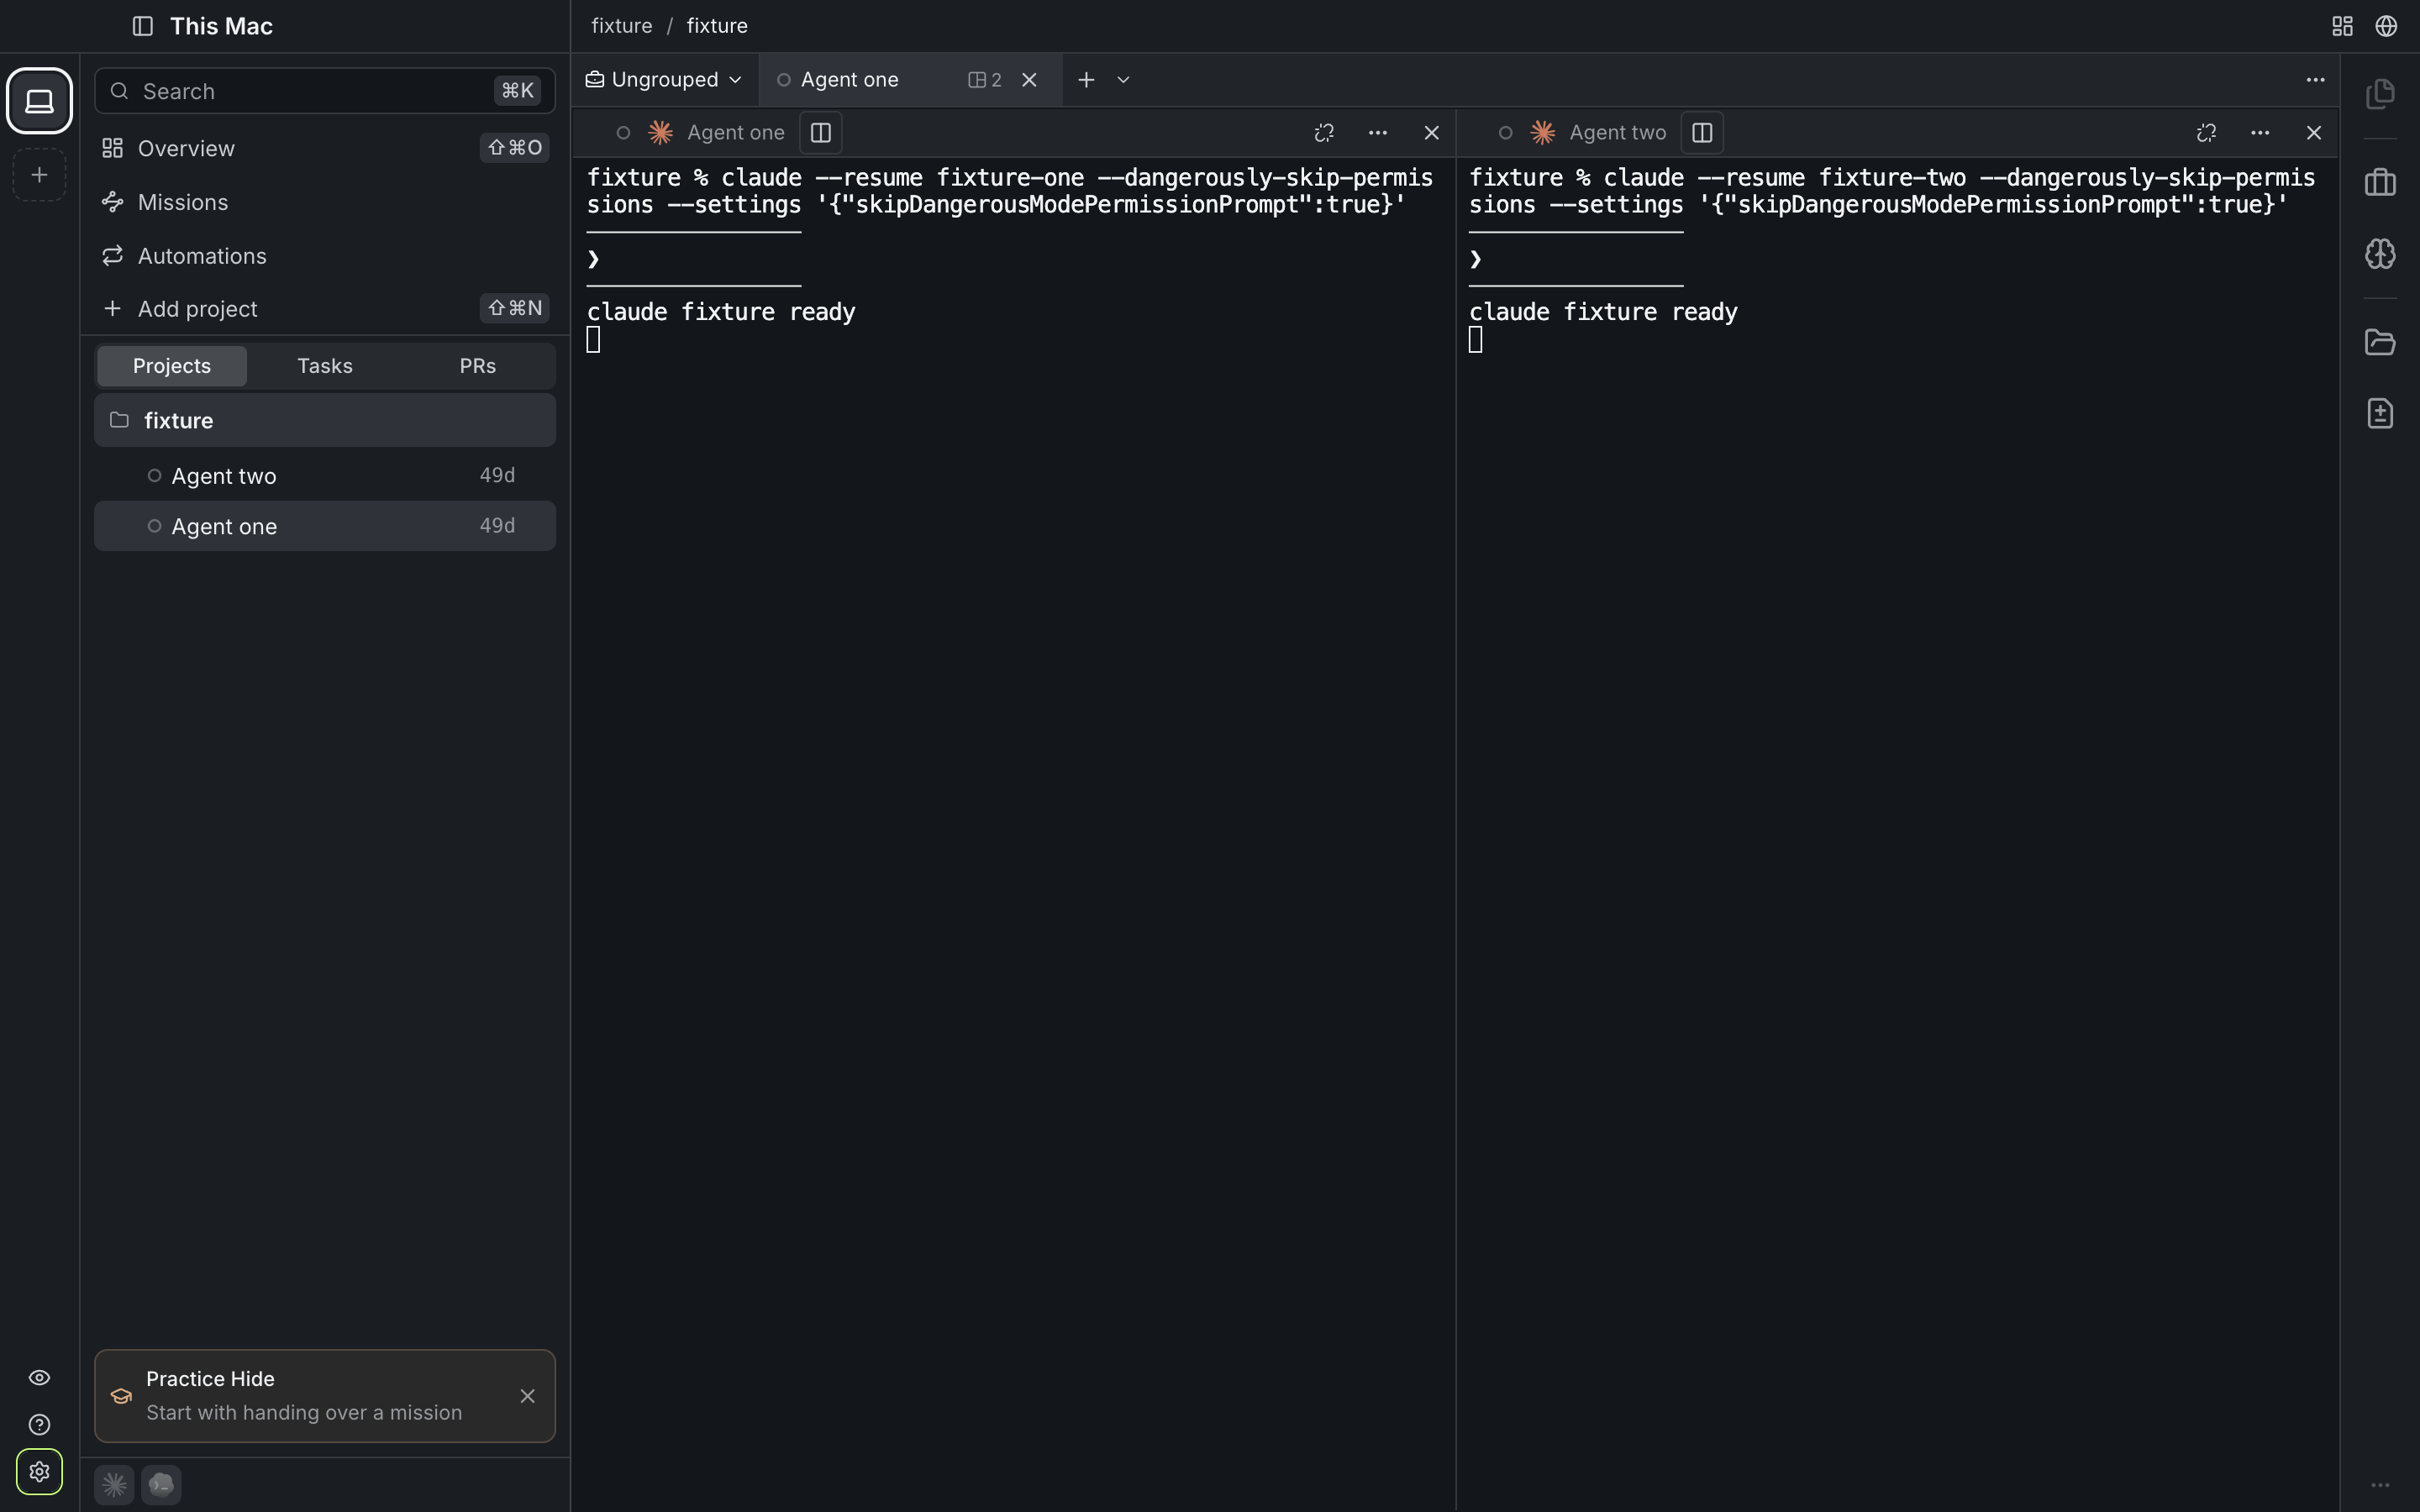 This Mac
fixture / fixture
Search ⌘K
Overview ⇧⌘O
Missions
Automations
Add project ⇧⌘N
Projects Tasks PRs
fixture
Agent two 49d
Agent one 49d
Practice Hide
Start with handing over a mission
Ungrouped
Agent one 2
Agent one
fixture % claude --resume fixture-one --dangerously-skip-permis
sions --settings '{"skipDangerousModePermissionPrompt":true}'
❯
claude fixture ready
Agent two
fixture % claude --resume fixture-two --dangerously-skip-permis
sions --settings '{"skipDangerousModePermissionPrompt":true}'
❯
claude fixture ready